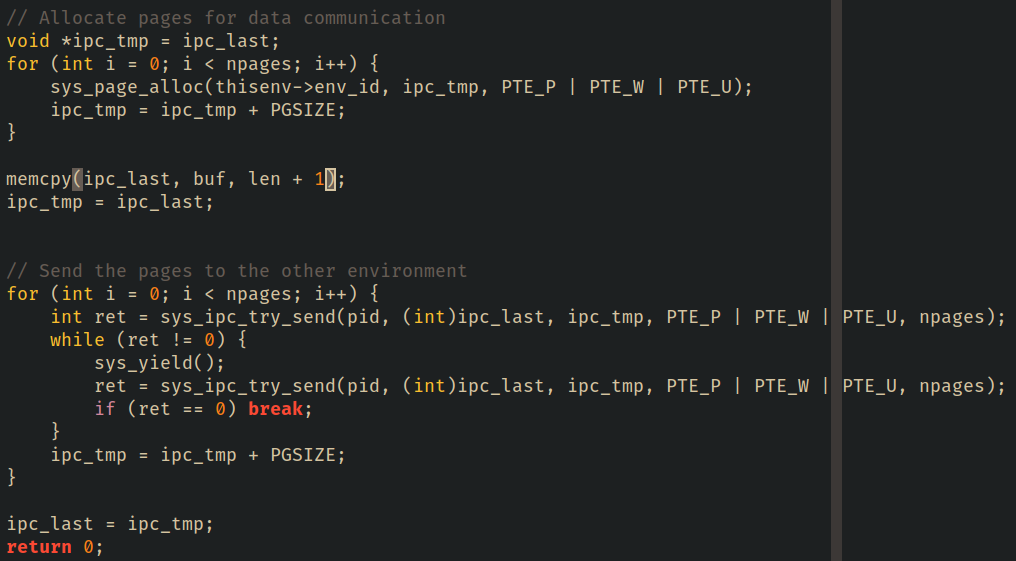 // Allocate pages for data communication
void *ipc_tmp = ipc_last;
for (int i = 0; i < npages; i++) {
    sys_page_alloc(thisenv->env_id, ipc_tmp, PTE_P | PTE_W | PTE_U);
    ipc_tmp = ipc_tmp + PGSIZE;
}

memcpy(ipc_last, buf, len + 1);
ipc_tmp = ipc_last;


// Send the pages to the other environment
for (int i = 0; i < npages; i++) {
    int ret = sys_ipc_try_send(pid, (int)ipc_last, ipc_tmp, PTE_P | PTE_W | PTE_U, npages);
    while (ret != 0) {
        sys_yield();
        ret = sys_ipc_try_send(pid, (int)ipc_last, ipc_tmp, PTE_P | PTE_W | PTE_U, npages);
        if (ret == 0) break;
    }
    ipc_tmp = ipc_tmp + PGSIZE;
}

ipc_last = ipc_tmp;
return 0;